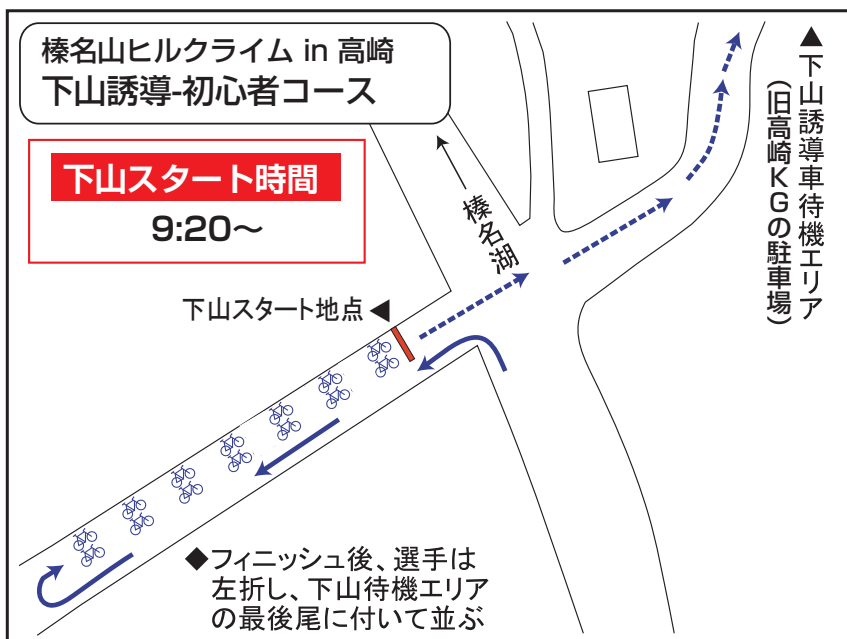 榛名山ヒルクライム in 高崎
下山誘導-初心者コース
下山スタート時間
9:20～
榛名湖
下山スタート地点◀
▲下山誘導車待機エリア
(旧高崎KGの駐車場)
◆フィニッシュ後、選手は
左折し、下山待機エリア
の最後尾に付いて並ぶ